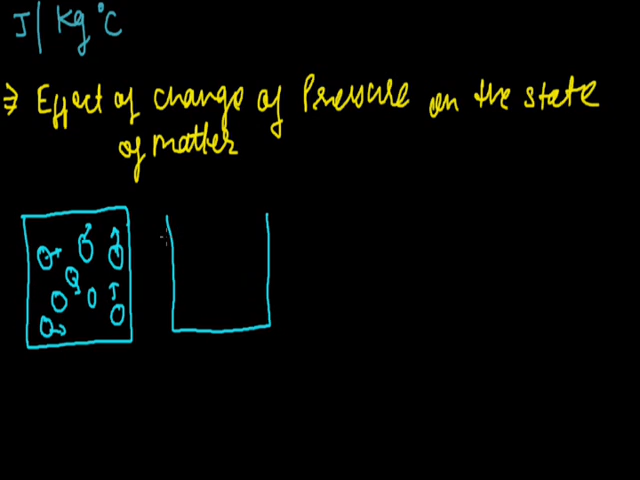 J/Kg°C
⇒ Effect of change of Pressure on the state
of matter